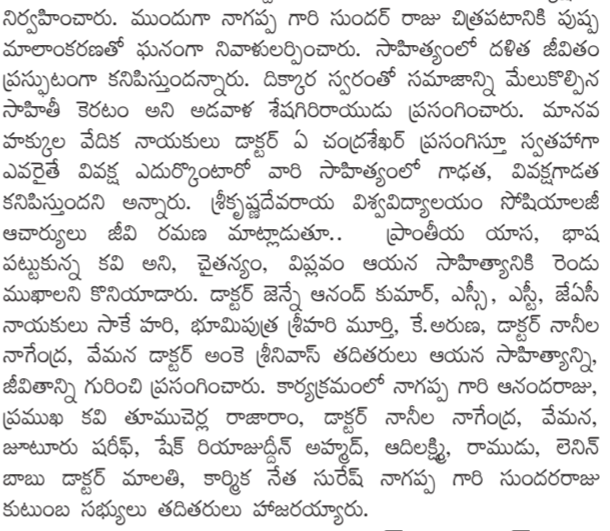 నిర్వహించారు. ముందుగా నాగప్ప గారి సుందర్ రాజు చిత్రపటానికి పుష్ప
మాలాంకరణతో ఘనంగా నివాళులర్పించారు. సాహిత్యంలో దళిత జీవితం
ప్రస్ఫుటంగా కనిపిస్తుందన్నారు. దిక్కార స్వరంతో సమాజాన్ని మేలుకొల్పిన
సాహితీ కెరటం అని అడవాళ శేషగిరిరాయుడు ప్రసంగించారు. మానవ
హక్కుల వేదిక నాయకులు డాక్టర్ ఏ చంద్రశేఖర్ ప్రసంగిస్తూ స్వతహాగా
ఎవరైతే వివక్ష ఎదుర్కొంటారో వారి సాహిత్యంలో గాఢత, వివక్షగాడత
కనిపిస్తుందని అన్నారు. శ్రీకృష్ణదేవరాయ విశ్వవిద్యాలయం సోషియాలజీ
ఆచార్యులు జీవి రమణ మాట్లాడుతూ.. ప్రాంతీయ యాస, భాష
పట్టుకున్న కవి అని, చైతన్యం, విప్లవం ఆయన సాహిత్యానికి రెండు
ముఖాలని కొనియాడారు. డాక్టర్ జెన్నే ఆనంద్ కుమార్, ఎస్సీ, ఎస్టీ, జేఏసీ
నాయకులు సాకే హరి, భూమిపుత్ర శ్రీహరి మూర్తి, కే.అరుణ, డాక్టర్ నానీల
నాగేంద్ర, వేమన డాక్టర్ అంకె శ్రీనివాస్ తదితరులు ఆయన సాహిత్యాన్ని,
జీవితాన్ని గురించి ప్రసంగించారు. కార్యక్రమంలో నాగప్ప గారి ఆనందరాజు,
ప్రముఖ కవి తూముచెర్ల రాజారాం, డాక్టర్ నానీల నాగేంద్ర, వేమన,
జూటూరు షరీఫ్, షేక్ రియాజుద్దీన్ అహ్మద్, ఆదిలక్ష్మి, రాముడు, లెనిన్
బాబు డాక్టర్ మాలతి, కార్మిక నేత సురేష్ నాగప్ప గారి సుందరరాజు
కుటుంబ సభ్యులు తదితరులు హాజరయ్యారు.